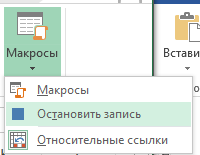 Макросы
Встави
Макросы
Остановить запись
Относительные ссылки